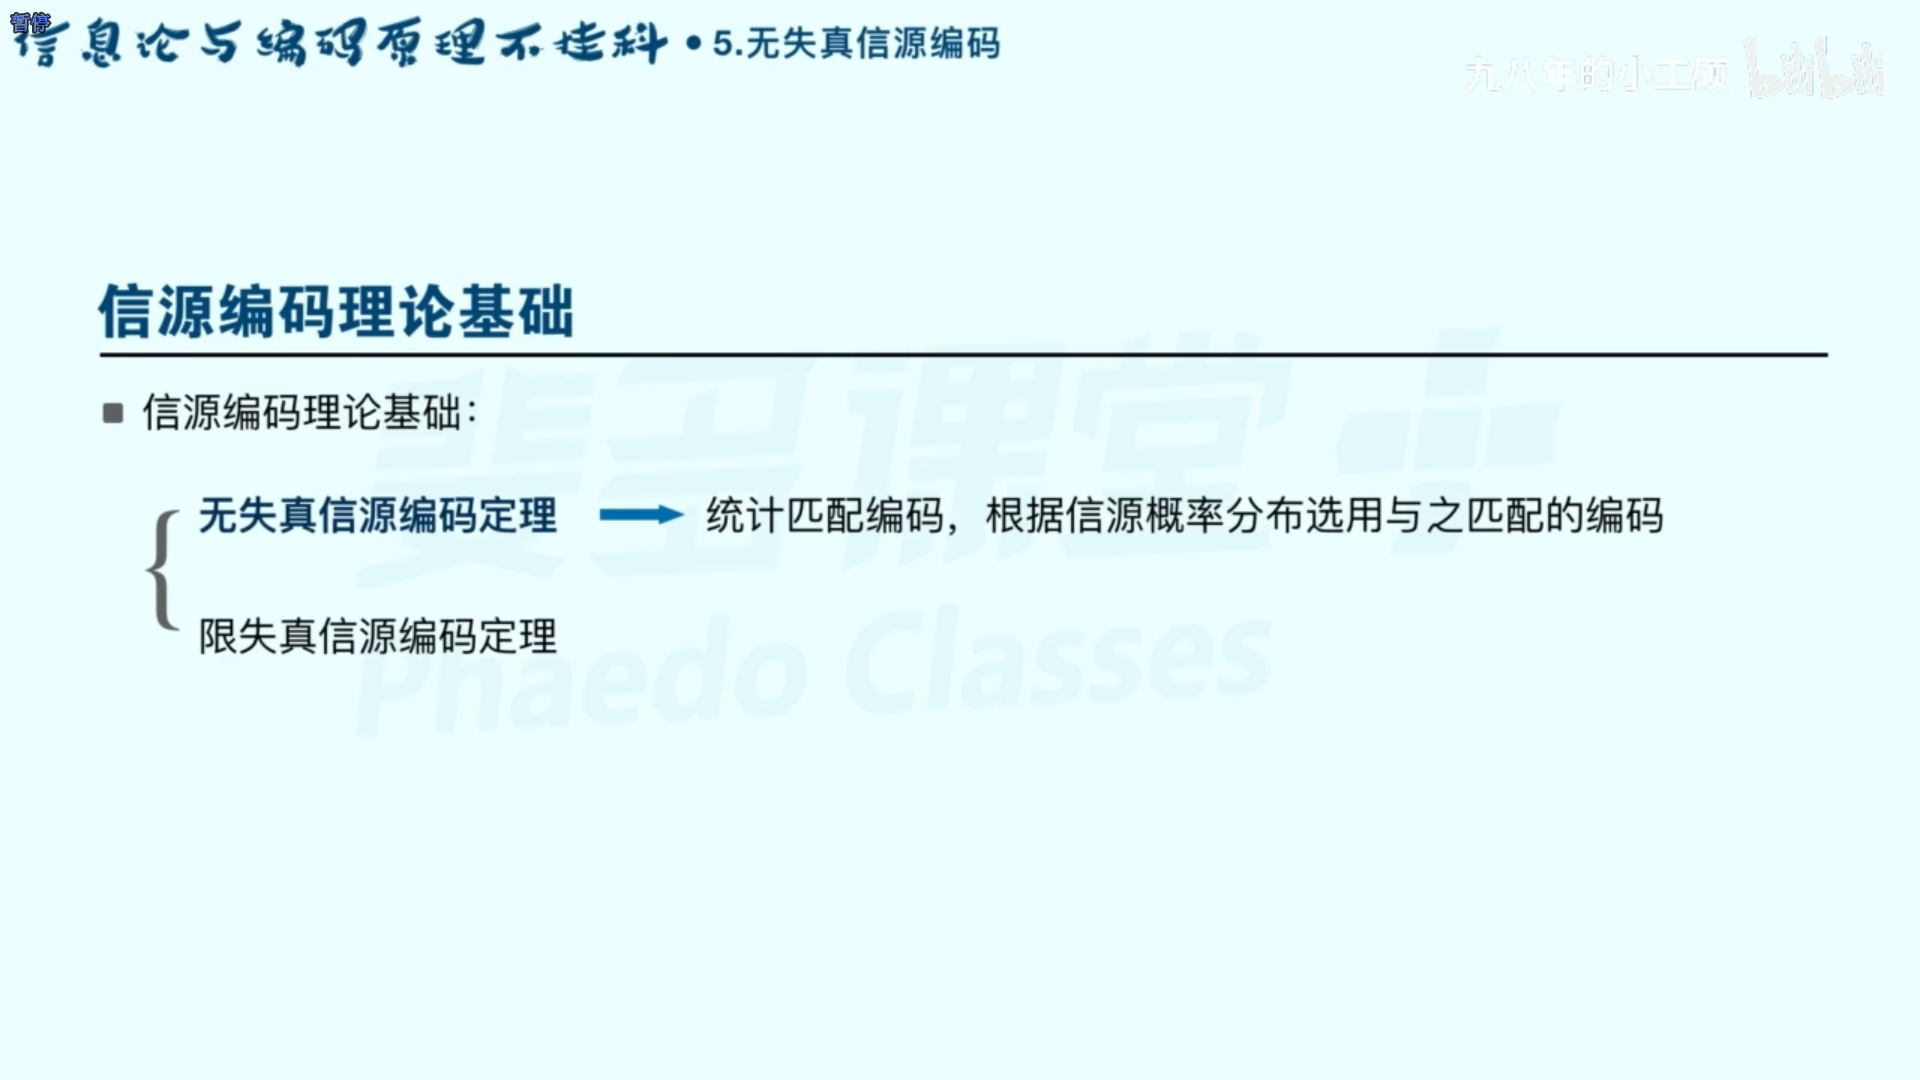 暂停
信息论与编码原理不挂科·5.无失真信源编码
九八年的小工硕 bilibili
信源编码理论基础
信源编码理论基础：
无失真信源编码定理 统计匹配编码，根据信源概率分布选用与之匹配的编码
限失真信源编码定理
斐多课堂
Phaedo Classes